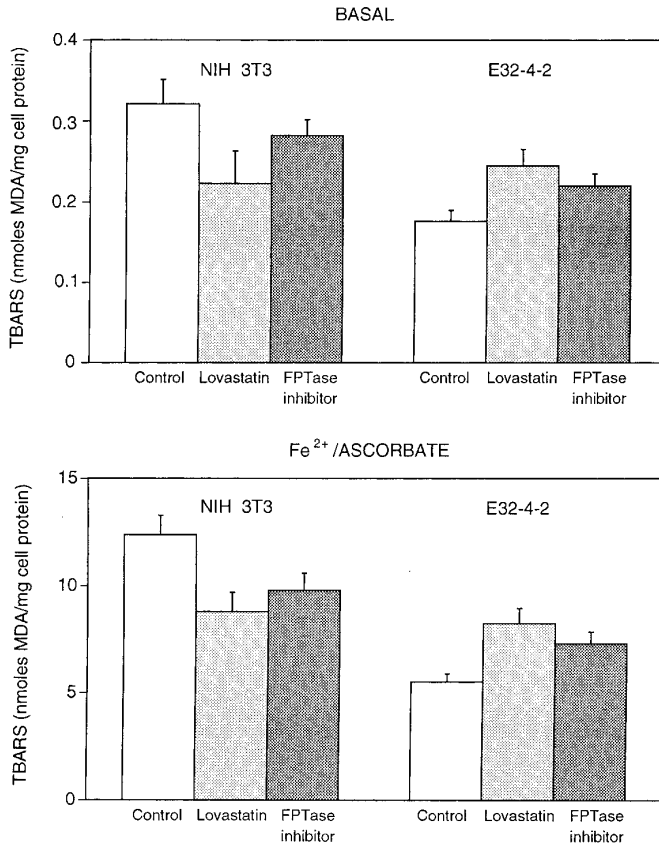 BASAL
TBARS (nmoles MDA/mg cell protein)
0.4
0.3
0.2
0.1
0
NIH 3T3
E32-4-2
Control Lovastatin FPTase inhibitor
Control Lovastatin FPTase inhibitor
Fe2+/ASCORBATE
TBARS (nmoles MDA/mg cell protein)
15
10
5
0
NIH 3T3
E32-4-2
Control Lovastatin FPTase inhibitor
Control Lovastatin FPTase inhibitor